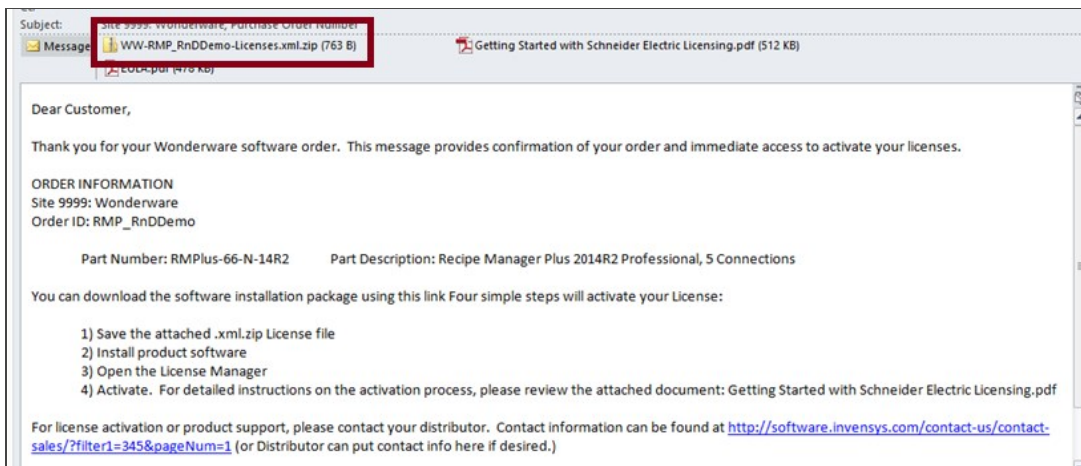 Subject: Site 9999: Wonderware, Purchase Order Number
Message WW-RMP_RnDDemo-Licenses.xml.zip (763 B) Getting Started with Schneider Electric Licensing.pdf (512 KB)
EULA.pdf (478 KB)
Dear Customer,
Thank you for your Wonderware software order. This message provides confirmation of your order and immediate access to activate your licenses.
ORDER INFORMATION
Site 9999: Wonderware
Order ID: RMP_RnDDemo
Part Number: RMPlus-66-N-14R2 Part Description: Recipe Manager Plus 2014R2 Professional, 5 Connections
You can download the software installation package using this link Four simple steps will activate your License:
1) Save the attached .xml.zip License file
2) Install product software
3) Open the License Manager
4) Activate. For detailed instructions on the activation process, please review the attached document: Getting Started with Schneider Electric Licensing.pdf
For license activation or product support, please contact your distributor. Contact information can be found at http://software.invensys.com/contact-us/contact-
sales/?filter1=345&pageNum=1 (or Distributor can put contact info here if desired.)